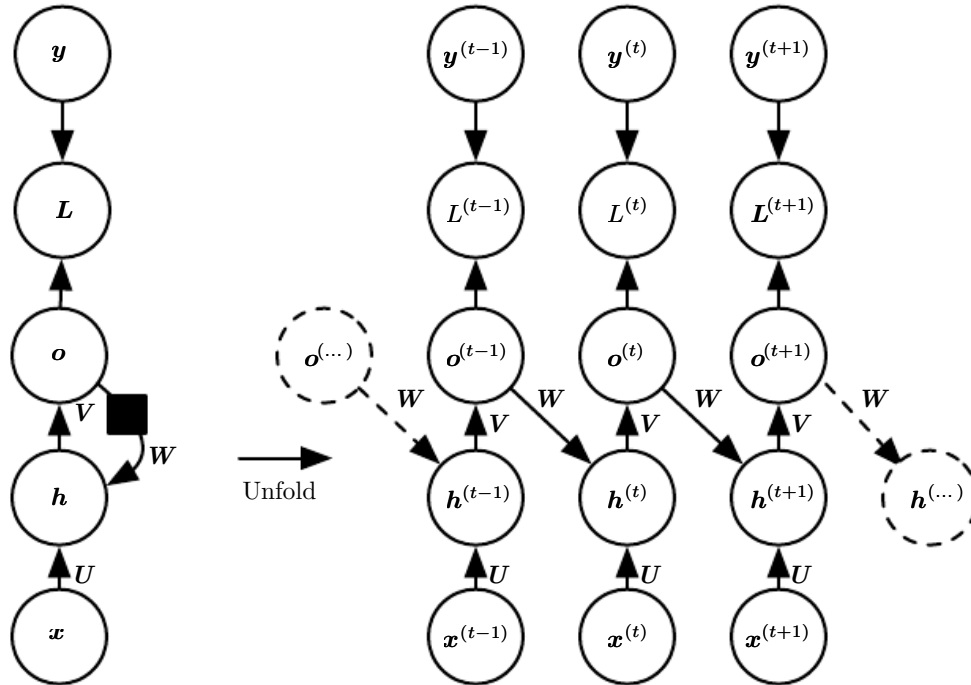 y y^(t−1) y^(t) y^(t+1)
L L^(t−1) L^(t) L^(t+1)
o o^(...) o^(t−1) o^(t) o^(t+1)
W W W W
V V V V
W
h h^(t−1) h^(t) h^(t+1) h^(...)
Unfold
U U U U
x x^(t−1) x^(t) x^(t+1)